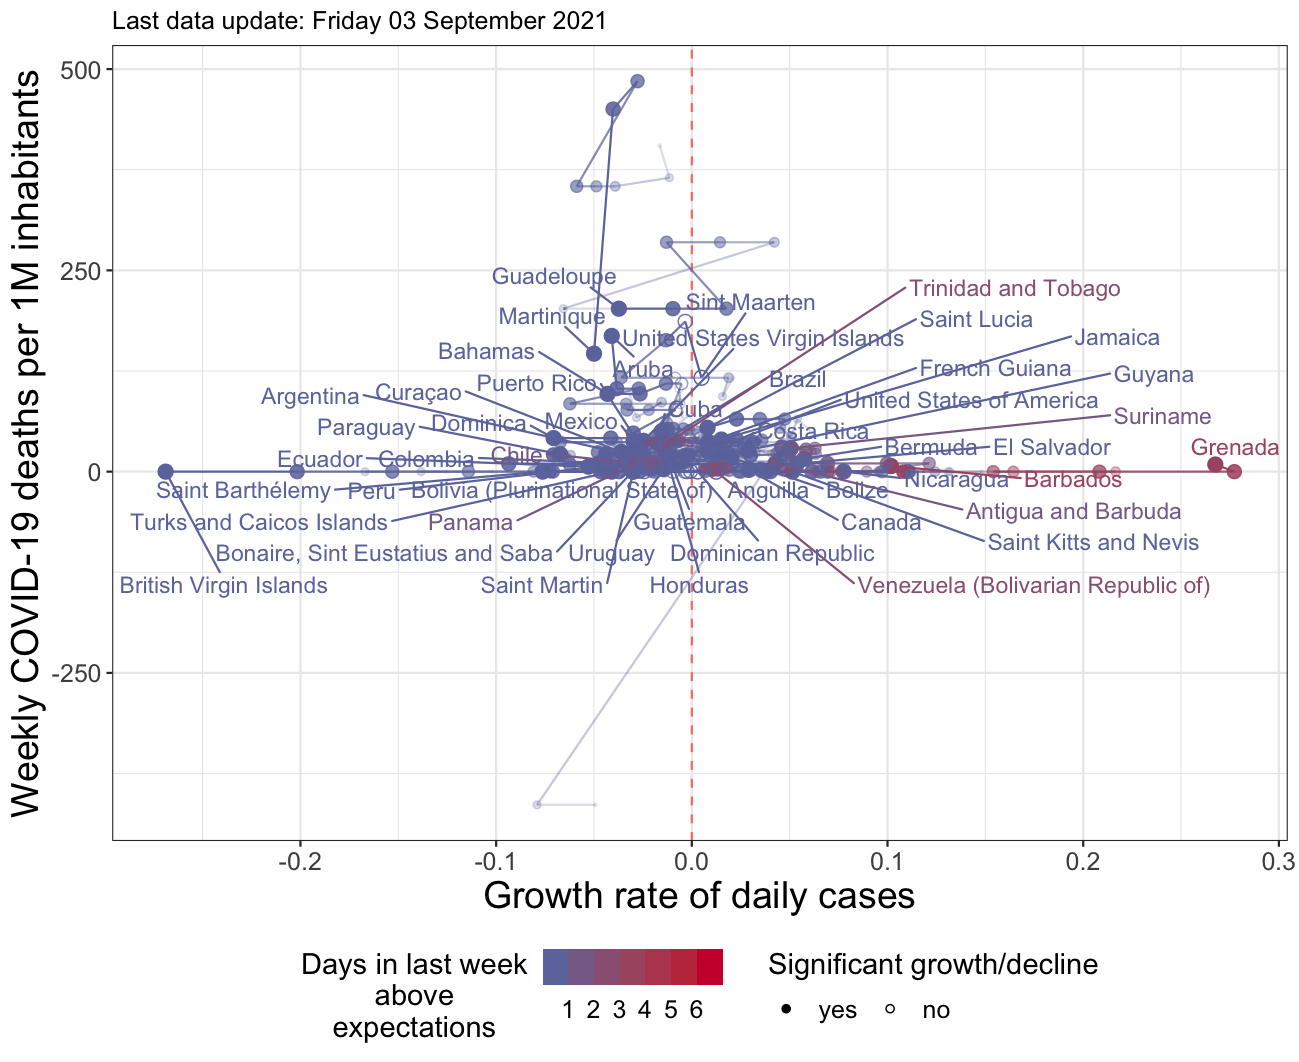 Last data update: Friday 03 September 2021
Weekly COVID-19 deaths per 1M inhabitants
500
250
0
-250
Guadeloupe
Sint Maarten
Trinidad and Tobago
Martinique
Saint Lucia
United States Virgin Islands
Jamaica
Bahamas
Aruba
French Guiana
Guyana
Puerto Rico
Brazil
Argentina
Curaçao
United States of America
Cuba
Suriname
Paraguay
Dominica
Mexico
Costa Rica
Bermuda
El Salvador
Grenada
Ecuador
Colombia
Chile
Nicaragua
Barbados
Saint Barthélemy
Peru
Bolivia (Plurinational State of)
Anguilla
Belize
Antigua and Barbuda
Turks and Caicos Islands
Panama
Guatemala
Canada
Saint Kitts and Nevis
Bonaire, Sint Eustatius and Saba
Uruguay
Dominican Republic
British Virgin Islands
Saint Martin
Honduras
Venezuela (Bolivarian Republic of)
-0.2
-0.1
0.0
0.1
0.2
0.3
Growth rate of daily cases
Days in last week
above
expectations
1 2 3 4 5 6
Significant growth/decline
yes
no